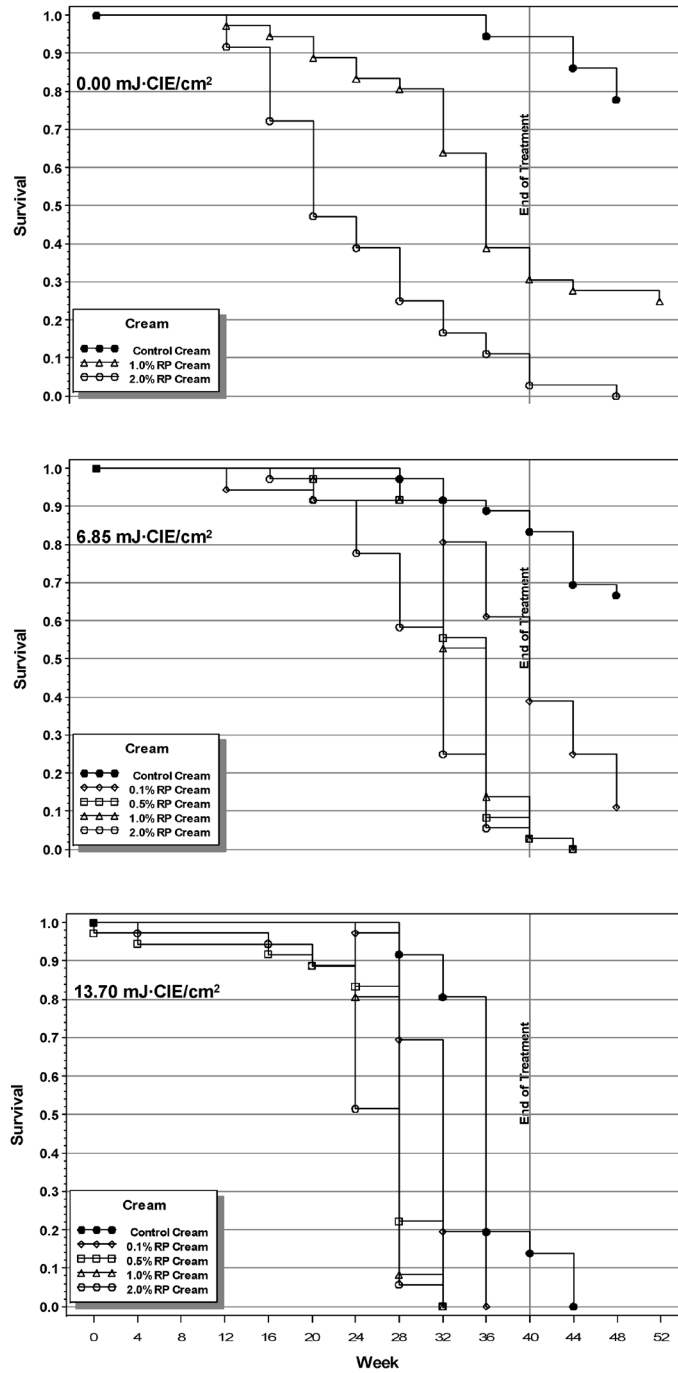 1.0
0.9
0.8
0.7
0.6
0.5
0.4
0.3
0.2
0.1
0.0
Survival
0.00 mJ·CIE/cm²
End of Treatment
Cream
Control Cream
1.0% RP Cream
2.0% RP Cream
1.0
0.9
0.8
0.7
0.6
0.5
0.4
0.3
0.2
0.1
0.0
Survival
6.85 mJ·CIE/cm²
End of Treatment
Cream
Control Cream
0.1% RP Cream
0.5% RP Cream
1.0% RP Cream
2.0% RP Cream
1.0
0.9
0.8
0.7
0.6
0.5
0.4
0.3
0.2
0.1
0.0
Survival
13.70 mJ·CIE/cm²
End of Treatment
Cream
Control Cream
0.1% RP Cream
0.5% RP Cream
1.0% RP Cream
2.0% RP Cream
0 4 8 12 16 20 24 28 32 36 40 44 48 52
Week